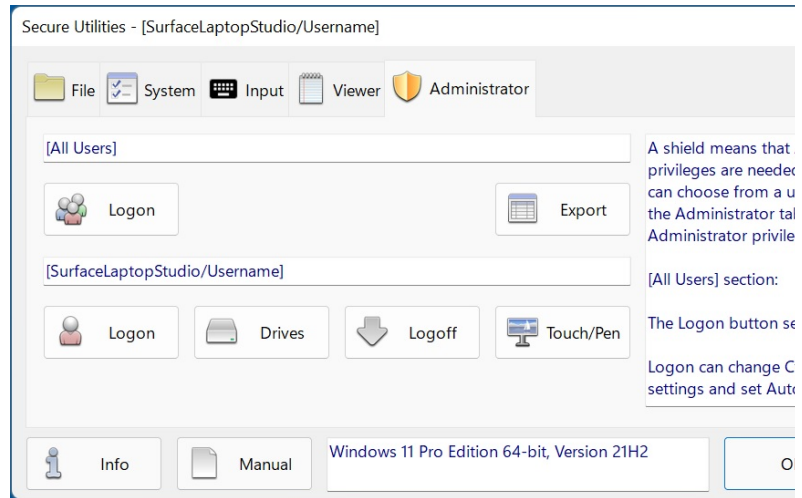 Secure Utilities - [SurfaceLaptopStudio/Username]
File System Input Viewer Administrator
[All Users]
Logon Export
[SurfaceLaptopStudio/Username]
Logon Drives Logoff Touch/Pen
A shield means that
privileges are needed
can choose from a u
the Administrator ta
Administrator privile
[All Users] section:
The Logon button se
Logon can change C
settings and set Auto
Info Manual Windows 11 Pro Edition 64-bit, Version 21H2